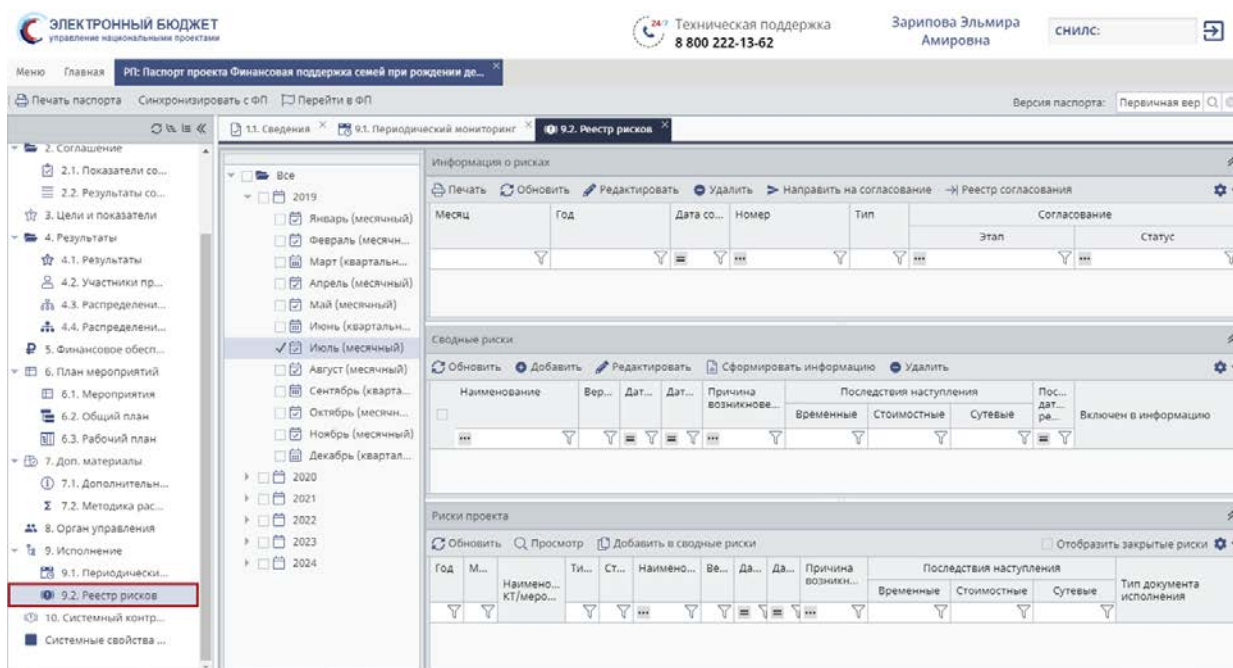 ЭЛЕКТРОННЫЙ БЮДЖЕТ
управление национальными проектами
24/7
Техническая поддержка
8 800 222-13-62
Зарипова Эльмира
Амировна
СНИЛС:
Меню Главная РП: Паспорт проекта Финансовая поддержка семей при рождении де...
Печать паспорта Синхронизировать с ФП Перейти в ФП
Версия паспорта: Первичная вер
1.1. Сведения 9.1. Периодический мониторинг 9.2. Реестр рисков
2. Соглашение
2.1. Показатели со...
2.2. Результаты со...
3. Цели и показатели
4. Результаты
4.1. Результаты
4.2. Участники пр...
4.3. Распределени...
4.4. Распределени...
5. Финансовое обесп...
6. План мероприятий
6.1. Мероприятия
6.2. Общий план
6.3. Рабочий план
7. Доп. материалы
7.1. Дополнительн...
7.2. Методика рас...
8. Орган управления
9. Исполнение
9.1. Периодически...
9.2. Реестр рисков
10. Системный контр...
Системные свойства ...
Все
2019
Январь (месячный)
Февраль (месячн...
Март (квартальн...
Апрель (месячный)
Май (месячный)
Июнь (квартальн...
Июль (месячный)
Август (месячный)
Сентябрь (кварта...
Октябрь (месячн...
Ноябрь (месячный)
Декабрь (квартал...
2020
2021
2022
2023
2024
Информация о рисках
Печать Обновить Редактировать Удалить Направить на согласование Реестр согласования
Месяц Год Дата со... Номер Тип Согласование
Этап Статус
Сводные риски
Обновить Добавить Редактировать Сформировать информацию Удалить
Наименование Вер... Дат... Дат... Причина возникнове... Последствия наступления Пос... дат... ре... Включен в информацию
Временные Стоимостные Сутевые
Риски проекта
Обновить Просмотр Добавить в сводные риски Отобразить закрытые риски
Год М... Наимено... КТ/меро... Ти... Ст... Наимено... Ве... Да... Да... Причина возникн... Последствия наступления Тип документа исполнения
Временные Стоимостные Сутевые